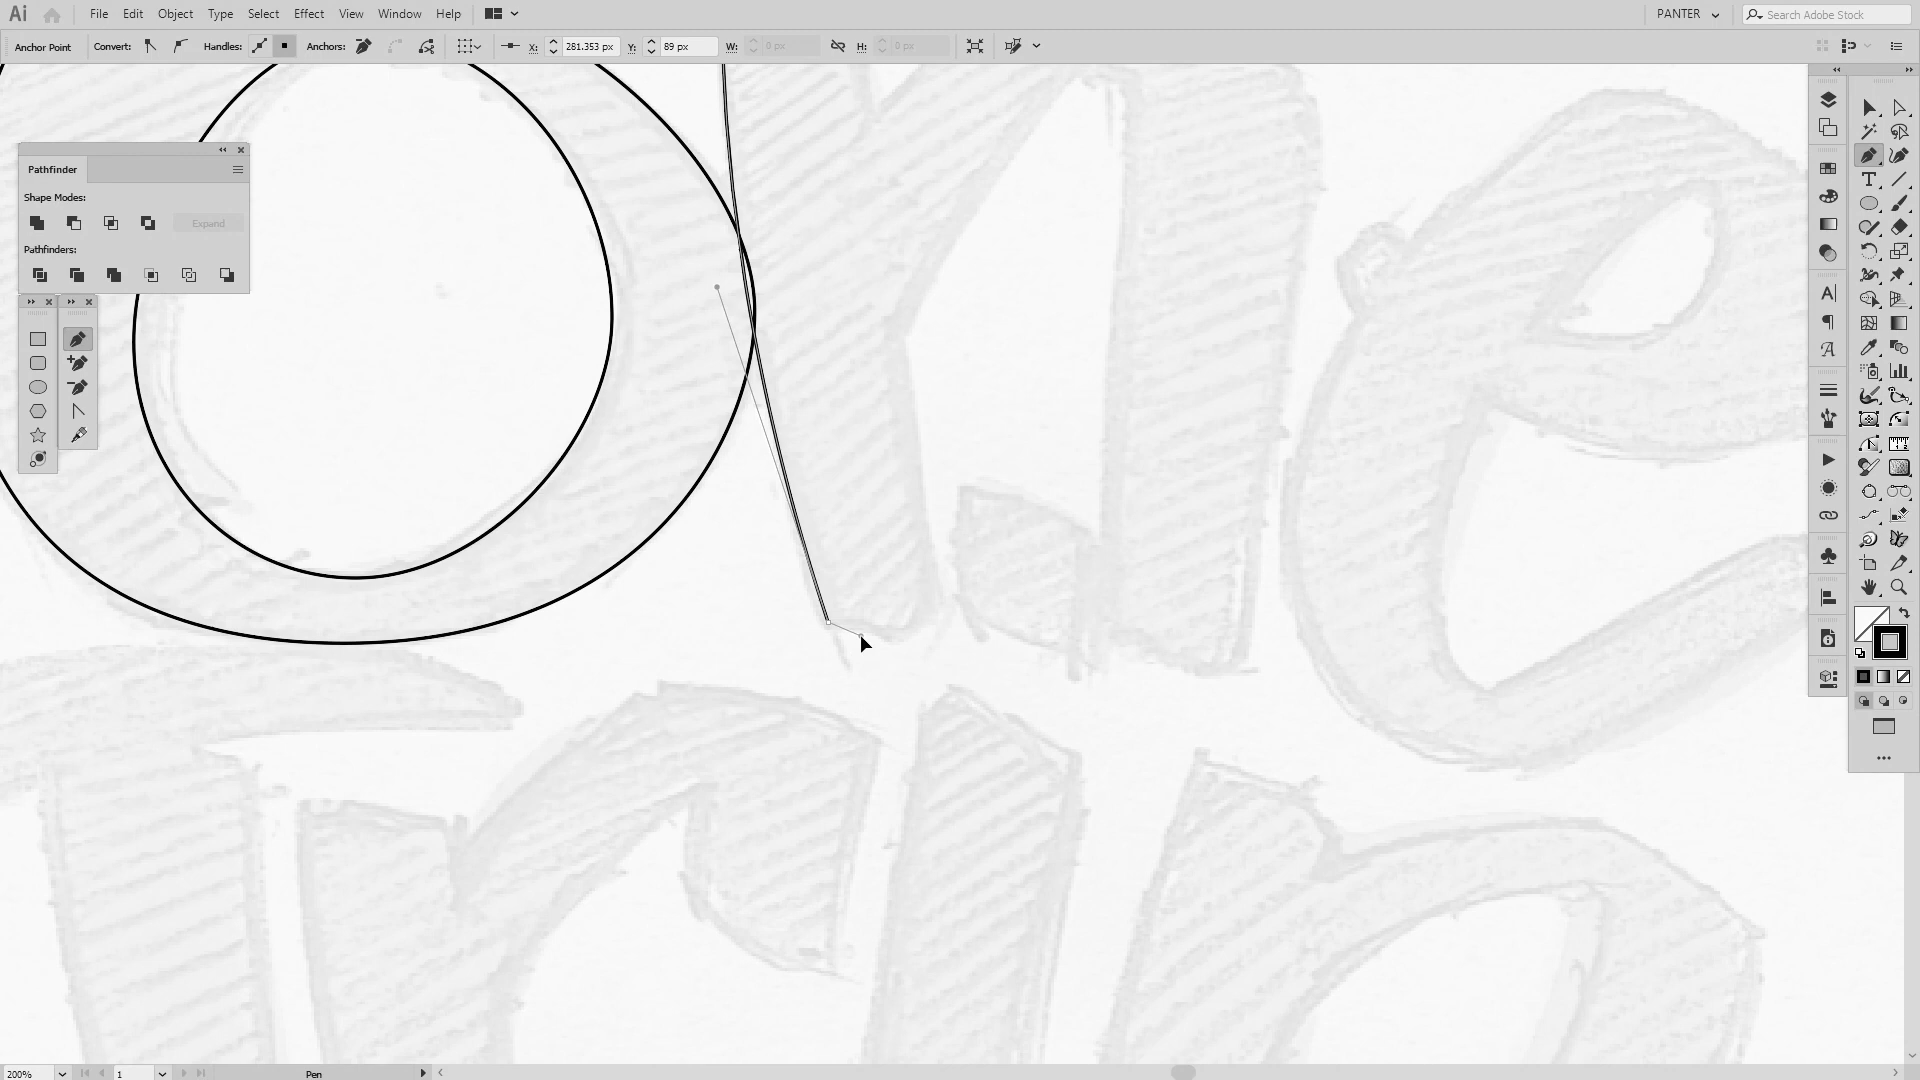 Ai File Edit Object Type Select Effect View Window Help PANTER Search Adobe Stock
Anchor Point Convert: Handles: Anchors: X: 281.353 px Y: 89 px W: 0 px H: 0 px
Pathfinder
Shape Modes:
Expand
Pathfinders:
200% 1 Pen